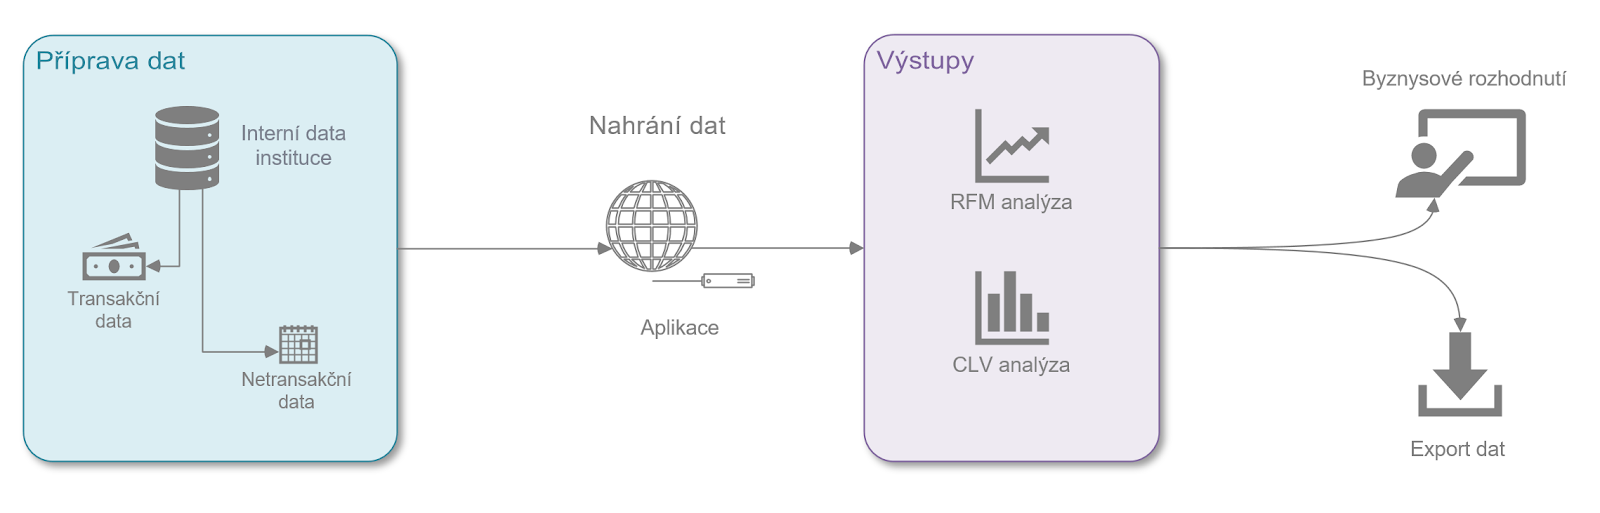 Příprava dat
Interní data
instituce
Transakční
data
Netransakční
data
Nahrání dat
Aplikace
Výstupy
RFM analýza
CLV analýza
Byznysové rozhodnutí
Export dat